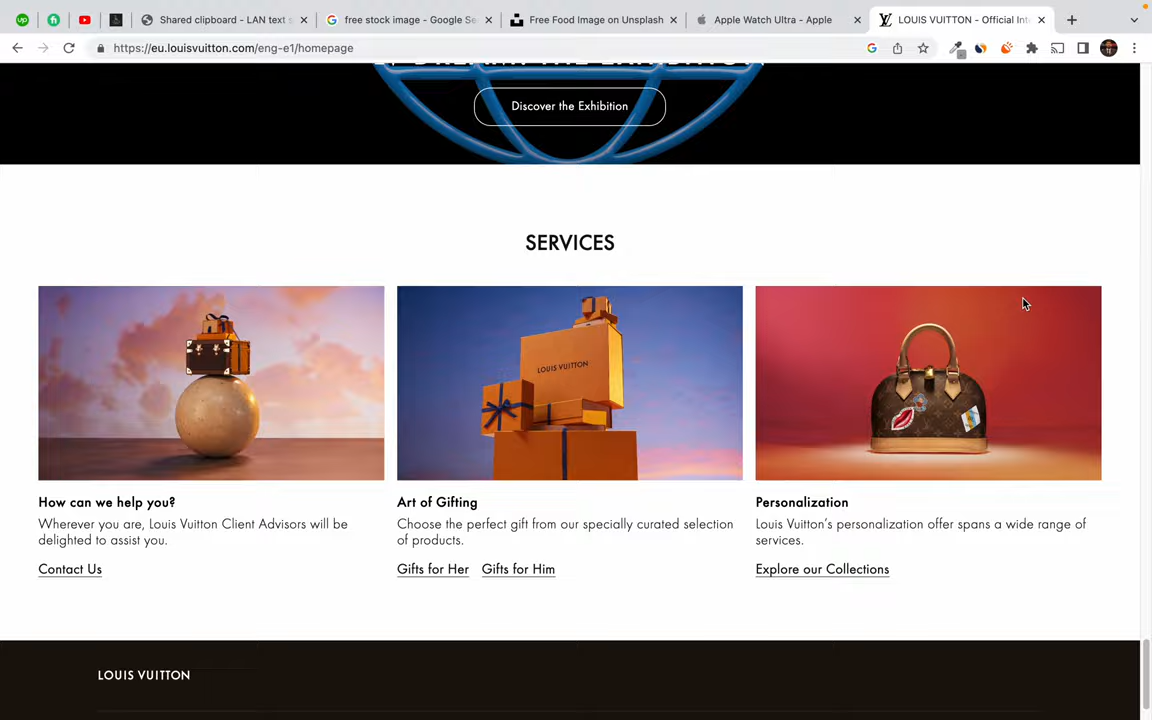 Shared clipboard - LAN text s
free stock image - Google Se
Free Food Image on Unsplash
Apple Watch Ultra - Apple
LOUIS VUITTON - Official Int
https://eu.louisvuitton.com/eng-e1/homepage
Discover the Exhibition
SERVICES
LOUIS VUITTON
How can we help you?
Wherever you are, Louis Vuitton Client Advisors will be
delighted to assist you.
Contact Us
Art of Gifting
Choose the perfect gift from our specially curated selection
of products.
Gifts for Her Gifts for Him
Personalization
Louis Vuitton’s personalization offer spans a wide range of
services.
Explore our Collections
LOUIS VUITTON